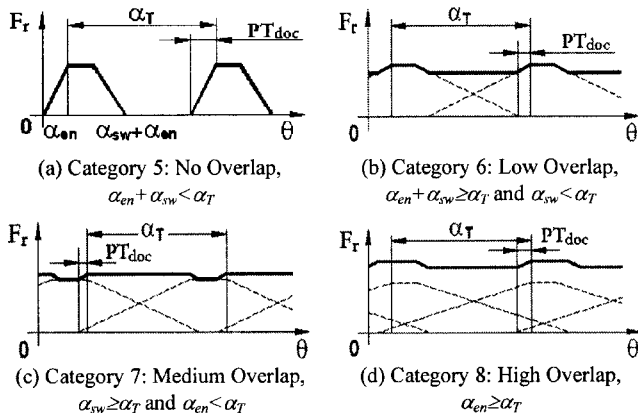 Fr αT PTdoc
0 αen αsw+αen θ
(a) Category 5: No Overlap,
αen + αsw<αT
Fr αT PTdoc
0 θ
(b) Category 6: Low Overlap,
αen + αsw≥αT and αsw<αT
Fr αT
PTdoc
0 θ
(c) Category 7: Medium Overlap,
αsw≥αT and αen<αT
Fr αT
PTdoc
0 θ
(d) Category 8: High Overlap,
αen≥αT